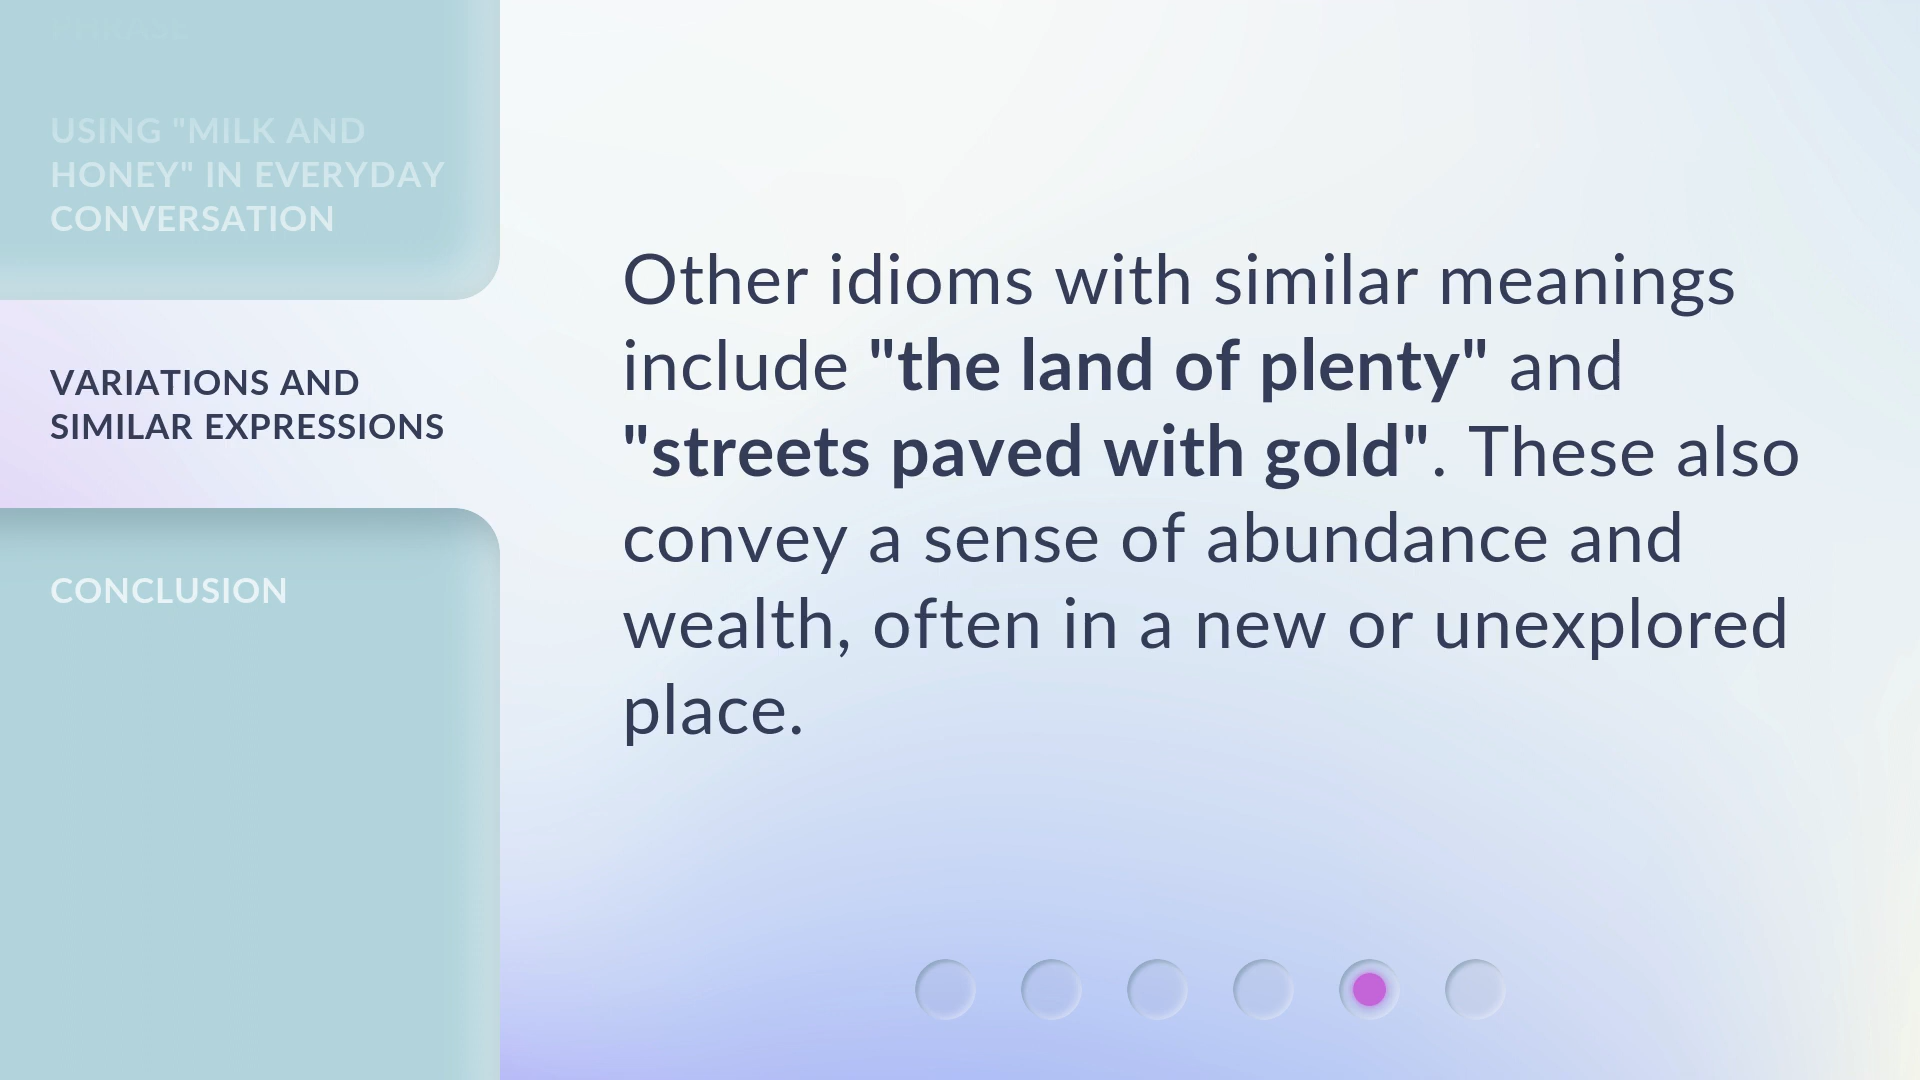 PHRASE
USING "MILK AND
HONEY" IN EVERYDAY
CONVERSATION
VARIATIONS AND
SIMILAR EXPRESSIONS
CONCLUSION
Other idioms with similar meanings
include "the land of plenty" and
"streets paved with gold". These also
convey a sense of abundance and
wealth, often in a new or unexplored
place.